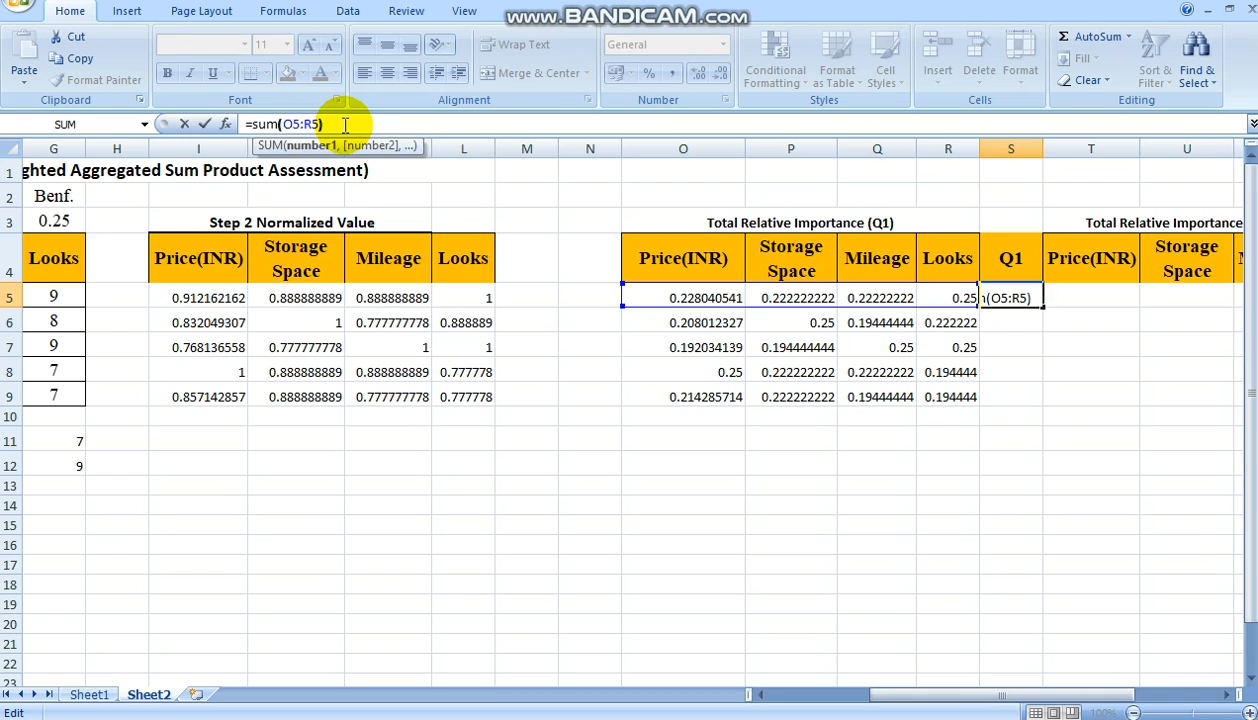 Home Insert Page Layout Formulas Data Review View
www.BANDICAM.com
Paste
Cut
Copy
Format Painter
Clipboard
11 A A
B I U A
Font
Wrap Text
Merge & Center
Alignment
General
% ,
Number
Conditional Formatting
Format as Table
Cell Styles
Styles
Insert Delete Format
Cells
Σ AutoSum
Fill
Clear
Sort & Filter
Find & Select
Editing
SUM fx =sum(O5:R5)
SUM(number1, [number2], ...)
G H I J K L M N O P Q R S T U
1 ghted Aggregated Sum Product Assessment)
2 Benf.
3 0.25 Step 2 Normalized Value Total Relative Importance (Q1) Total Relative Importance
4 Looks Price(INR) Storage Space Mileage Looks Price(INR) Storage Space Mileage Looks Q1 Price(INR) Storage Space
5 9 0.912162162 0.888888889 0.888888889 1 0.228040541 0.222222222 0.22222222 0.25 (O5:R5)
6 8 0.832049307 1 0.777777778 0.888889 0.208012327 0.25 0.19444444 0.222222
7 9 0.768136558 0.777777778 1 1 0.192034139 0.194444444 0.25 0.25
8 7 1 0.888888889 0.888888889 0.777778 0.25 0.222222222 0.22222222 0.194444
9 7 0.857142857 0.888888889 0.777777778 0.777778 0.214285714 0.222222222 0.19444444 0.194444
10
11 7
12 9
13
14
15
16
17
18
19
20
21
22
23
Sheet1 Sheet2
Edit 100%